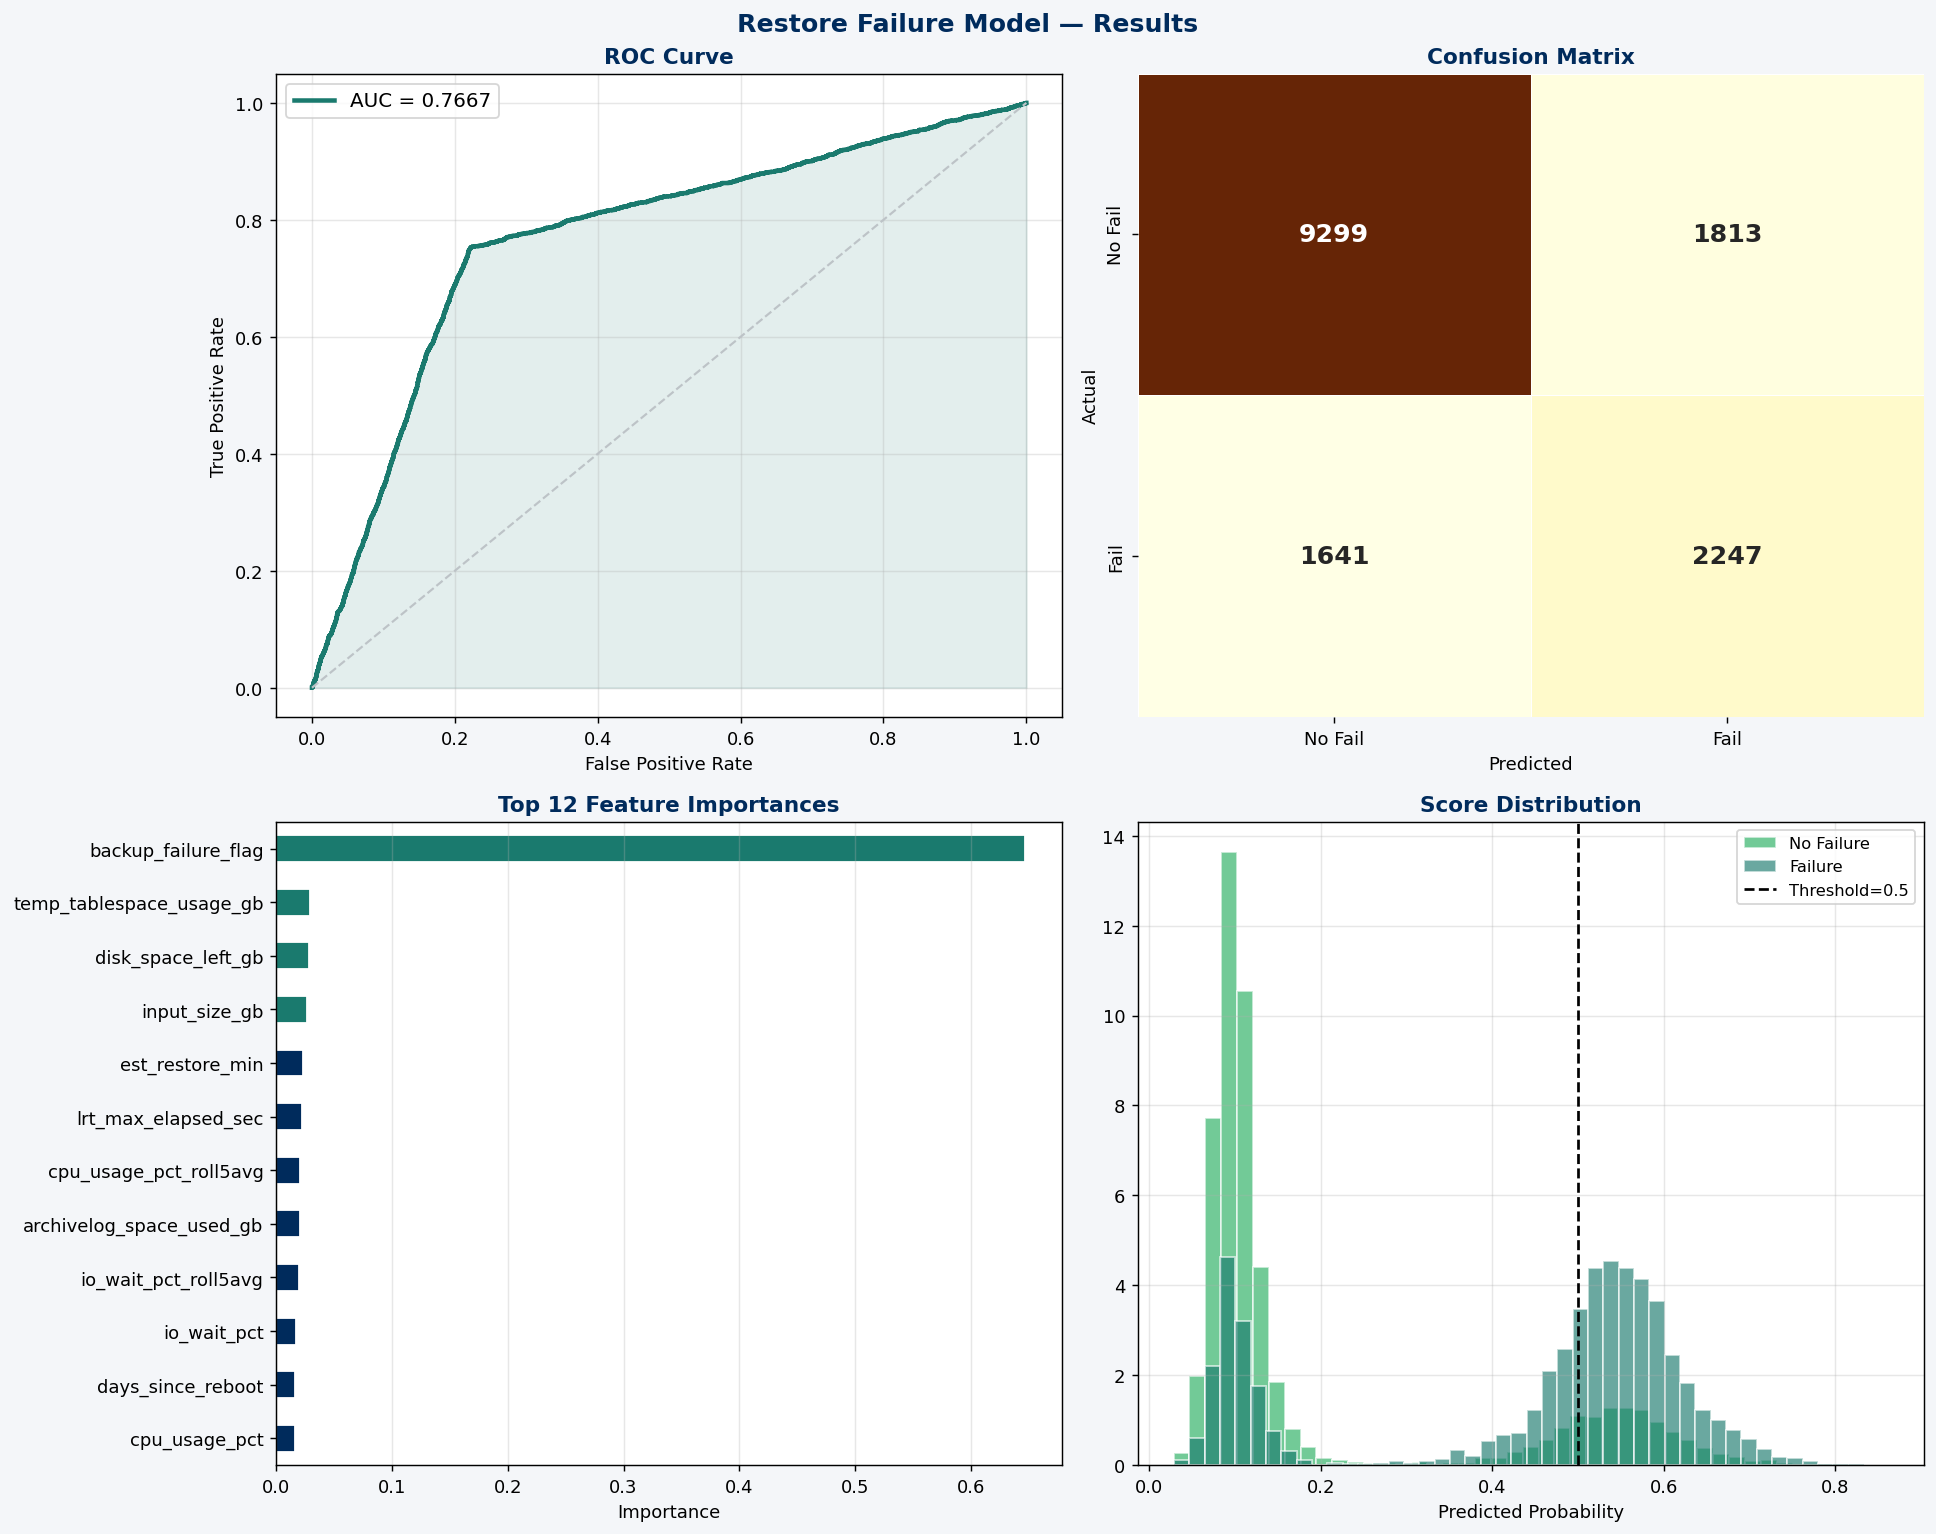 Restore Failure Model — Results
ROC Curve
AUC = 0.7667
1.0
0.8
0.6
0.4
0.2
0.0
True Positive Rate
0.0 0.2 0.4 0.6 0.8 1.0
False Positive Rate
Confusion Matrix
9299 1813
1641 2247
Actual
No Fail
Fail
No Fail Fail
Predicted
Top 12 Feature Importances
backup_failure_flag
temp_tablespace_usage_gb
disk_space_left_gb
input_size_gb
est_restore_min
lrt_max_elapsed_sec
cpu_usage_pct_roll5avg
archivelog_space_used_gb
io_wait_pct_roll5avg
io_wait_pct
days_since_reboot
cpu_usage_pct
0.0 0.1 0.2 0.3 0.4 0.5 0.6
Importance
Score Distribution
No Failure
Failure
Threshold=0.5
14
12
10
8
6
4
2
0
0.0 0.2 0.4 0.6 0.8
Predicted Probability